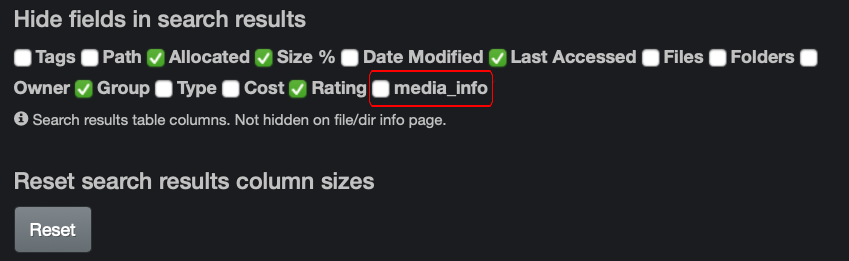 Hide fields in search results
Tags Path Allocated Size % Date Modified Last Accessed Files Folders
Owner Group Type Cost Rating media_info
Search results table columns. Not hidden on file/dir info page.
Reset search results column sizes
Reset